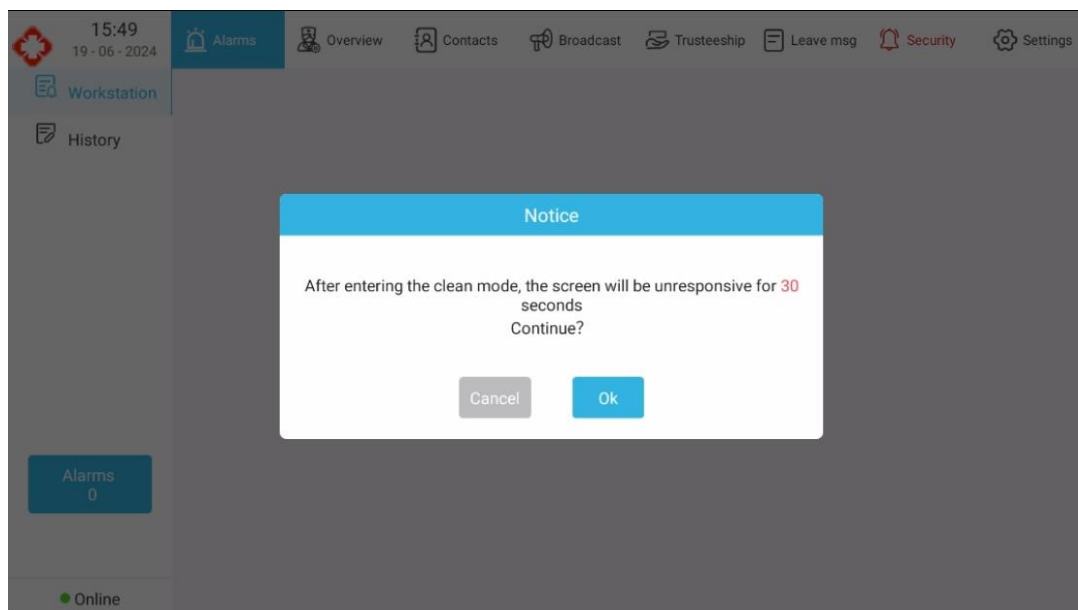 15:49
19 - 06 - 2024
Alarms
Overview
Contacts
Broadcast
Trusteeship
Leave msg
Security
Settings
Workstation
History
Notice
After entering the clean mode, the screen will be unresponsive for 30
seconds
Continue?
Cancel
Ok
Alarms
0
Online